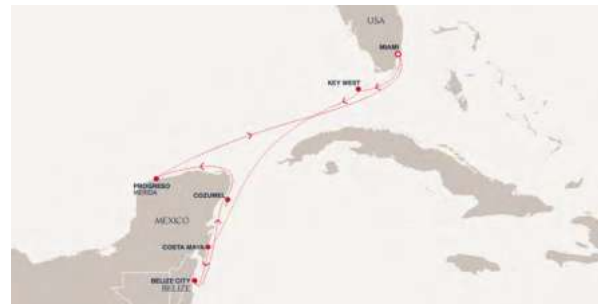 USA
MIAMI
KEY WEST
PROGRESO
MERIDA
COZUMEL
MEXICO
COSTA MAYA
BELIZE CITY
BELIZE